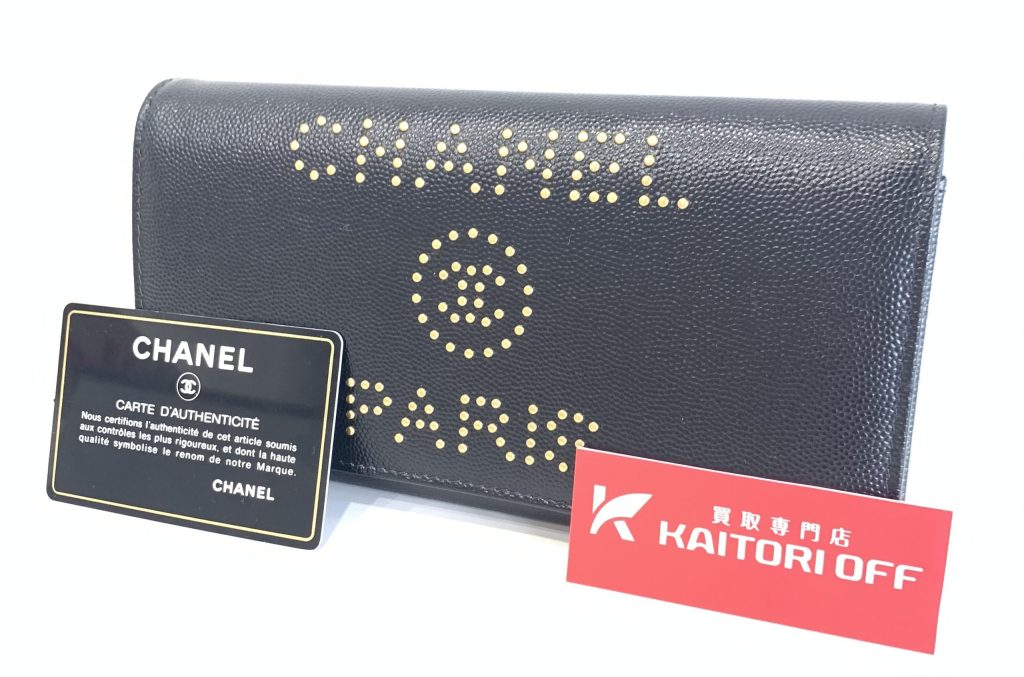 CHANEL
PARIS
CHANEL
CARTE D'AUTHENTICITÉ
Nous certifions l'authenticité de cet article soumis
aux contrôles les plus rigoureux, et dont la haute
qualité symbolise le renom de notre Marque.
CHANEL
買取専門店
KAITORI OFF